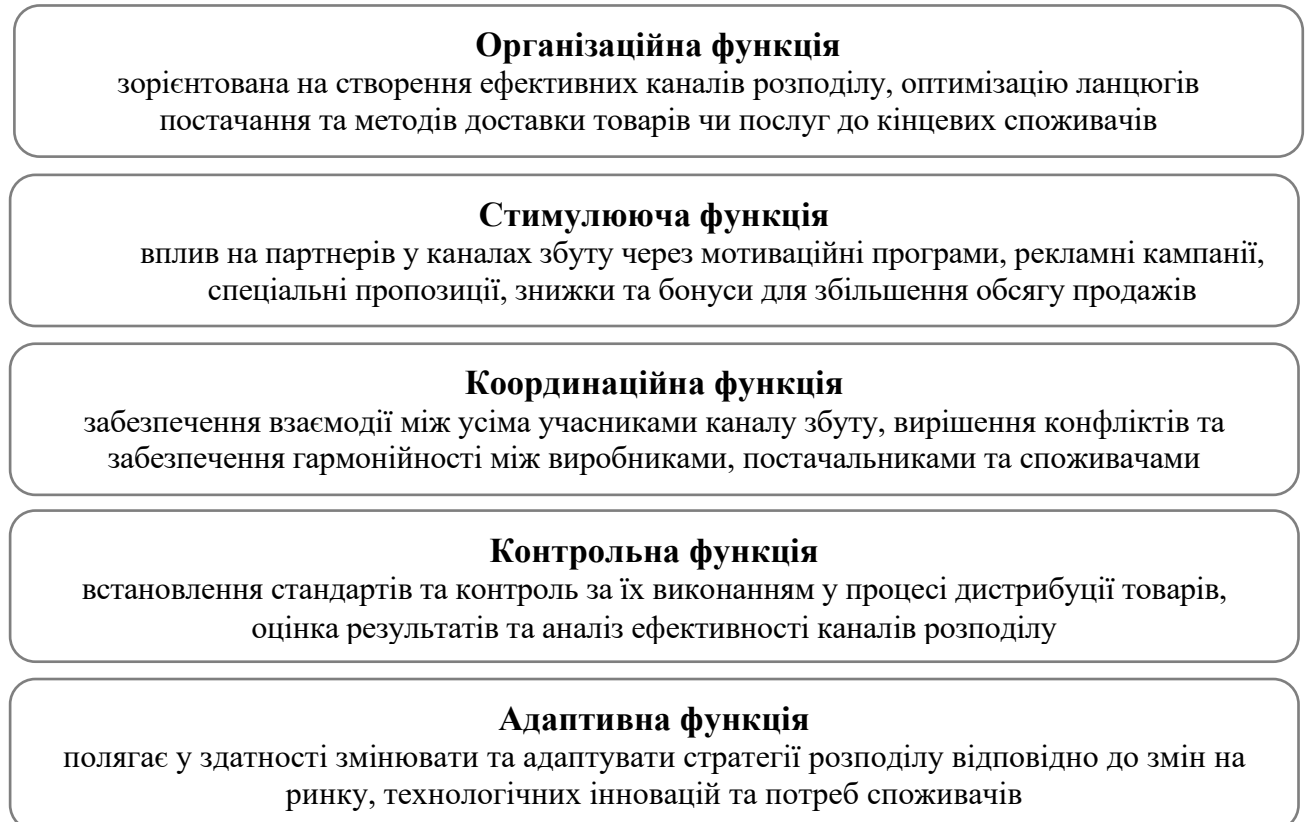 Організаційна функція
зорієнтована на створення ефективних каналів розподілу, оптимізацію ланцюгів
постачання та методів доставки товарів чи послуг до кінцевих споживачів
Стимулююча функція
вплив на партнерів у каналах збуту через мотиваційні програми, рекламні кампанії,
спеціальні пропозиції, знижки та бонуси для збільшення обсягу продажів
Координаційна функція
забезпечення взаємодії між усіма учасниками каналу збуту, вирішення конфліктів та
забезпечення гармонійності між виробниками, постачальниками та споживачами
Контрольна функція
встановлення стандартів та контроль за їх виконанням у процесі дистрибуції товарів,
оцінка результатів та аналіз ефективності каналів розподілу
Адаптивна функція
полягає у здатності змінювати та адаптувати стратегії розподілу відповідно до змін на
ринку, технологічних інновацій та потреб споживачів